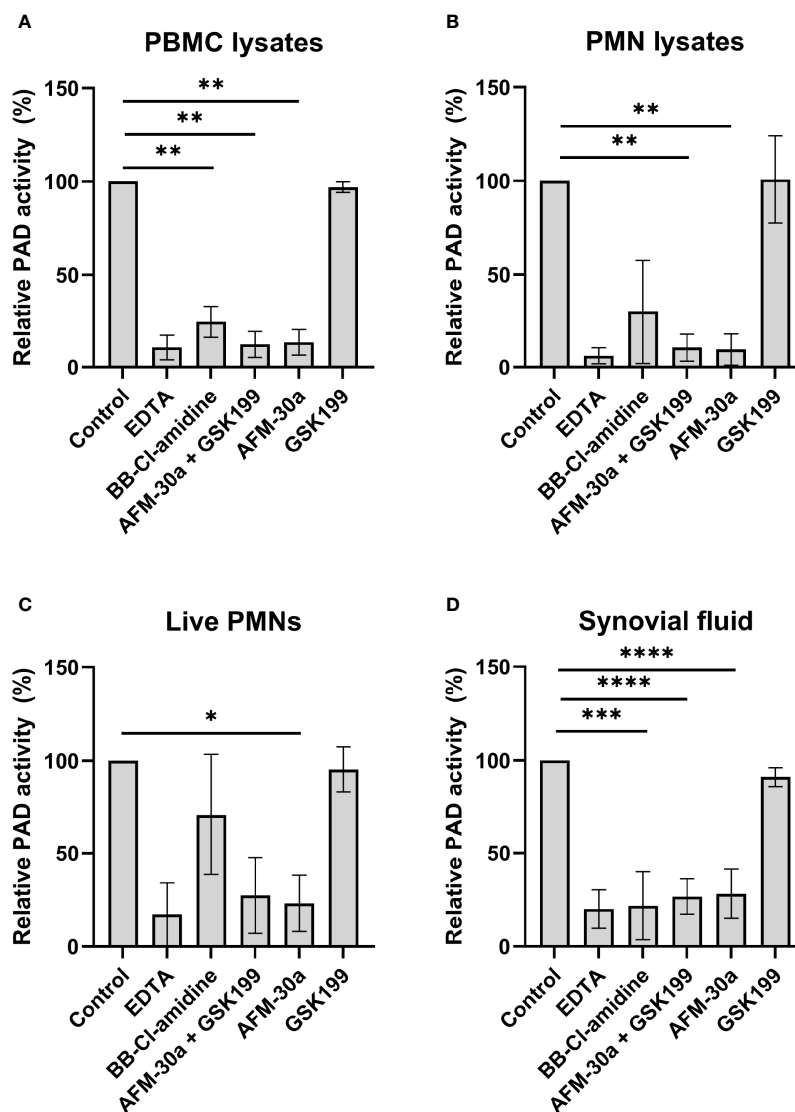 A
PBMC lysates
Relative PAD activity (%)
150
100
50
0
**
**
**
Control
EDTA
BB-Cl-amidine
AFM-30a + GSK199
AFM-30a
GSK199
B
PMN lysates
Relative PAD activity (%)
150
100
50
0
**
**
Control
EDTA
BB-Cl-amidine
AFM-30a + GSK199
AFM-30a
GSK199
C
Live PMNs
Relative PAD activity (%)
150
100
50
0
*
Control
EDTA
BB-Cl-amidine
AFM-30a + GSK199
AFM-30a
GSK199
D
Synovial fluid
Relative PAD activity (%)
150
100
50
0
****
****
***
Control
EDTA
BB-Cl-amidine
AFM-30a + GSK199
AFM-30a
GSK199